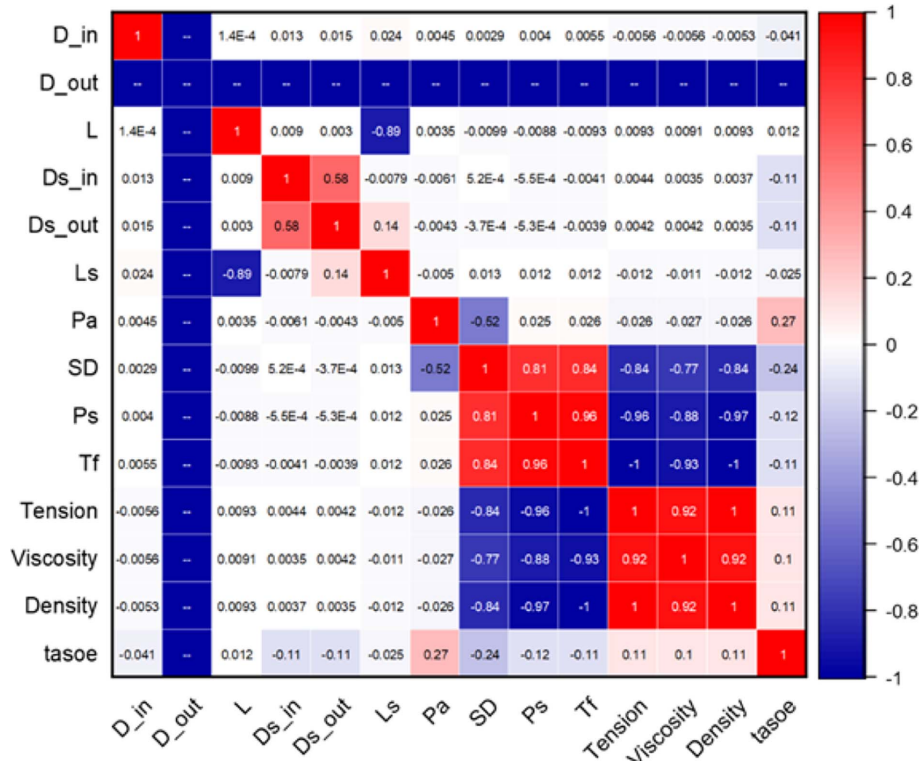 D_in 1 -- 1.4E-4 0.013 0.015 0.024 0.0045 0.0029 0.004 0.0055 -0.0056 -0.0056 -0.0053 -0.041
D_out -- -- -- -- -- -- -- -- -- -- -- -- -- --
L 1.4E-4 -- 1 0.009 0.003 -0.89 0.0035 -0.0099 -0.0088 -0.0093 0.0093 0.0091 0.0093 0.012
Ds_in 0.013 -- 0.009 1 0.58 -0.0079 -0.0061 5.2E-4 -5.5E-4 -0.0041 0.0044 0.0035 0.0037 -0.11
Ds_out 0.015 -- 0.003 0.58 1 0.14 -0.0043 -3.7E-4 -5.3E-4 -0.0039 0.0042 0.0042 0.0035 -0.11
Ls 0.024 -- -0.89 -0.0079 0.14 1 -0.005 0.013 0.012 0.012 -0.012 -0.011 -0.012 -0.025
Pa 0.0045 -- 0.0035 -0.0061 -0.0043 -0.005 1 -0.52 0.025 0.026 -0.026 -0.027 -0.026 0.27
SD 0.0029 -- -0.0099 5.2E-4 -3.7E-4 0.013 -0.52 1 0.81 0.84 -0.84 -0.77 -0.84 -0.24
Ps 0.004 -- -0.0088 -5.5E-4 -5.3E-4 0.012 0.025 0.81 1 0.96 -0.96 -0.88 -0.97 -0.12
Tf 0.0055 -- -0.0093 -0.0041 -0.0039 0.012 0.026 0.84 0.96 1 -1 -0.93 -1 -0.11
Tension -0.0056 -- 0.0093 0.0044 0.0042 -0.012 -0.026 -0.84 -0.96 -1 1 0.92 1 0.11
Viscosity -0.0056 -- 0.0091 0.0035 0.0042 -0.011 -0.027 -0.77 -0.88 -0.93 0.92 1 0.92 0.1
Density -0.0053 -- 0.0093 0.0037 0.0035 -0.012 -0.026 -0.84 -0.97 -1 1 0.92 1 0.11
tasoe -0.041 -- 0.012 -0.11 -0.11 -0.025 0.27 -0.24 -0.12 -0.11 0.11 0.1 0.11 1
D_in D_out L Ds_in Ds_out Ls Pa SD Ps Tf Tension Viscosity Density tasoe
1
0.8
0.6
0.4
0.2
0
-0.2
-0.4
-0.6
-0.8
-1